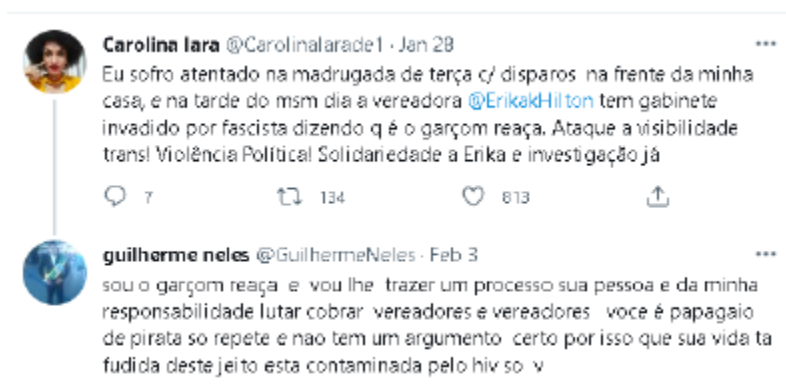 Carolina Iara @CarolinaIarade1 · Jan 28
Eu sofro atentado na madrugada de terça c/ disparos na frente da minha
casa, e na tarde do msm dia a vereadora @ErikakHilton tem gabinete
invadido por fascista dizendo q é o garçom reaça. Ataque a visibilidade
trans! Violência Política! Solidariedade a Erika e investigação já
7 134 813
guilherme neles @GuilhermeNeles · Feb 3
sou o garçom reaça e vou lhe trazer um processo sua pessoa e da minha
responsabilidade lutar cobrar vereadores e vereadores voce é papagaio
de pirata so repete e nao tem um argumento certo por isso que sua vida ta
fudida deste jeito esta contaminada pelo hiv so v